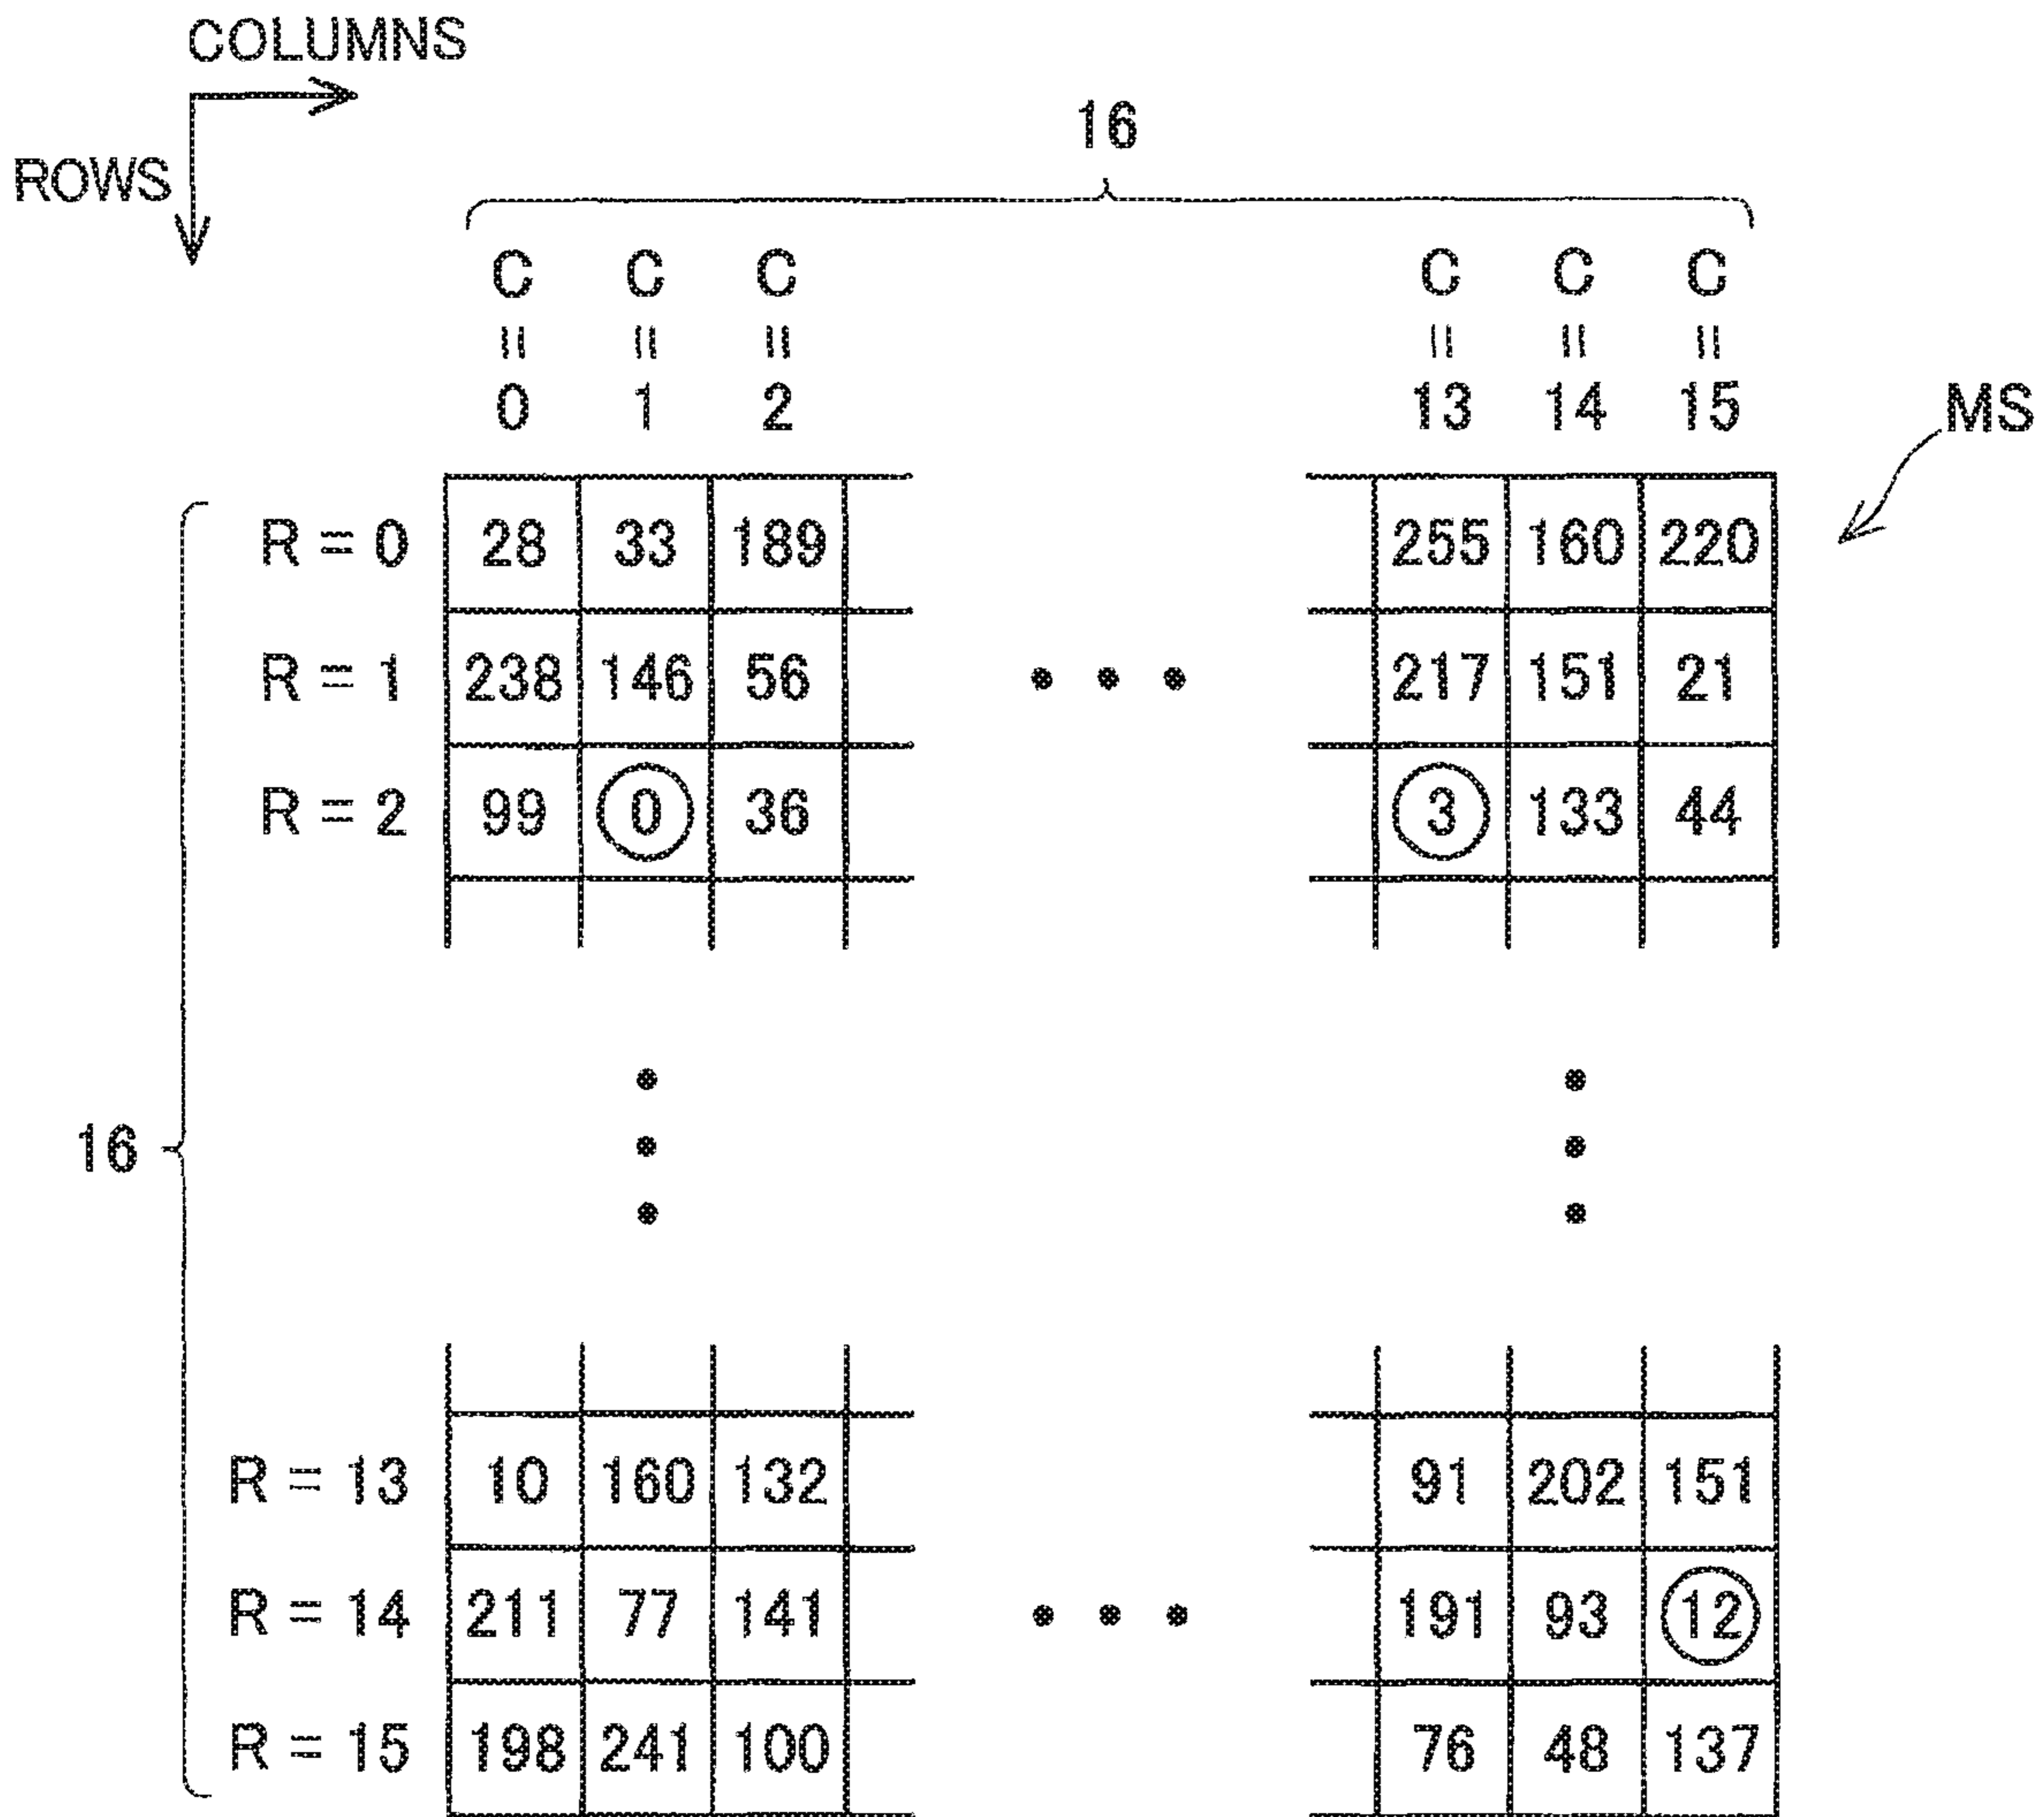 COLUMNS
ROWS
16
C C C C C C
= = = = = =
0 1 2 13 14 15
MS
R = 0 28 33 189 255 160 220
R = 1 238 146 56 • • • 217 151 21
R = 2 99 0 36 3 133 44
16
R = 13 10 160 132 91 202 151
R = 14 211 77 141 • • • 191 93 12
R = 15 198 241 100 76 48 137